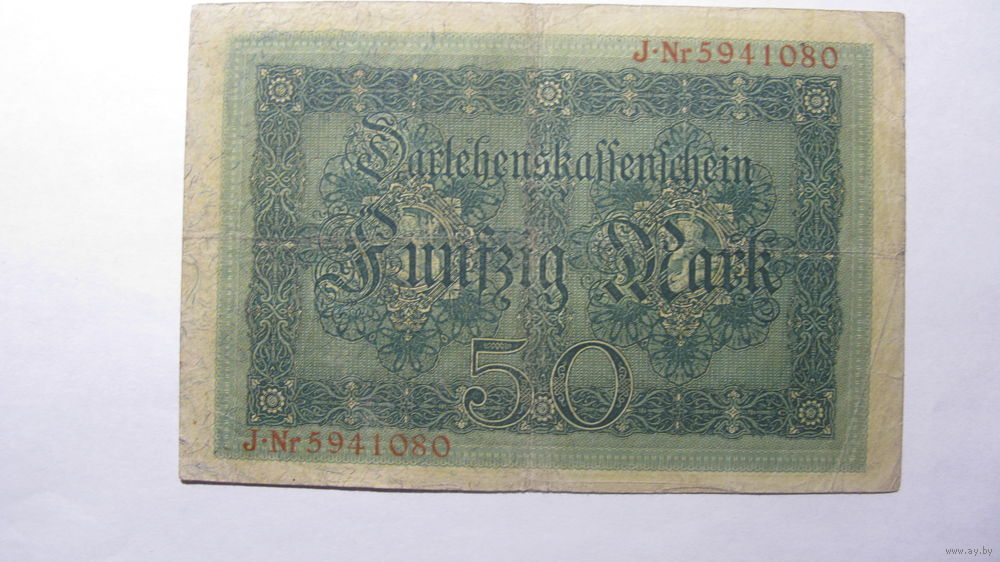 J·Nr 5941080
Darlehenskassenschein
Fünfzig Mark
50
J·Nr 5941080
www.ay.by